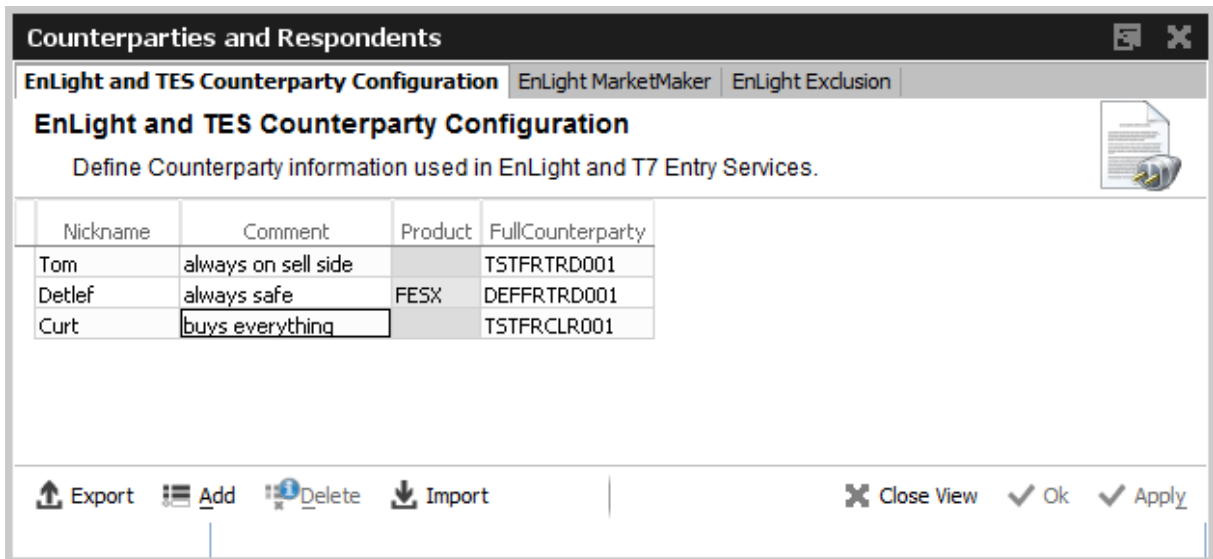 Counterparties and Respondents
EnLight and TES Counterparty Configuration EnLight MarketMaker EnLight Exclusion
EnLight and TES Counterparty Configuration
Define Counterparty information used in EnLight and T7 Entry Services.
Nickname Comment Product FullCounterparty
Tom always on sell side TSTFRTRD001
Detlef always safe FESX DEFFRTRD001
Curt buys everything TSTFRCLR001
Export Add Delete Import Close View Ok Apply